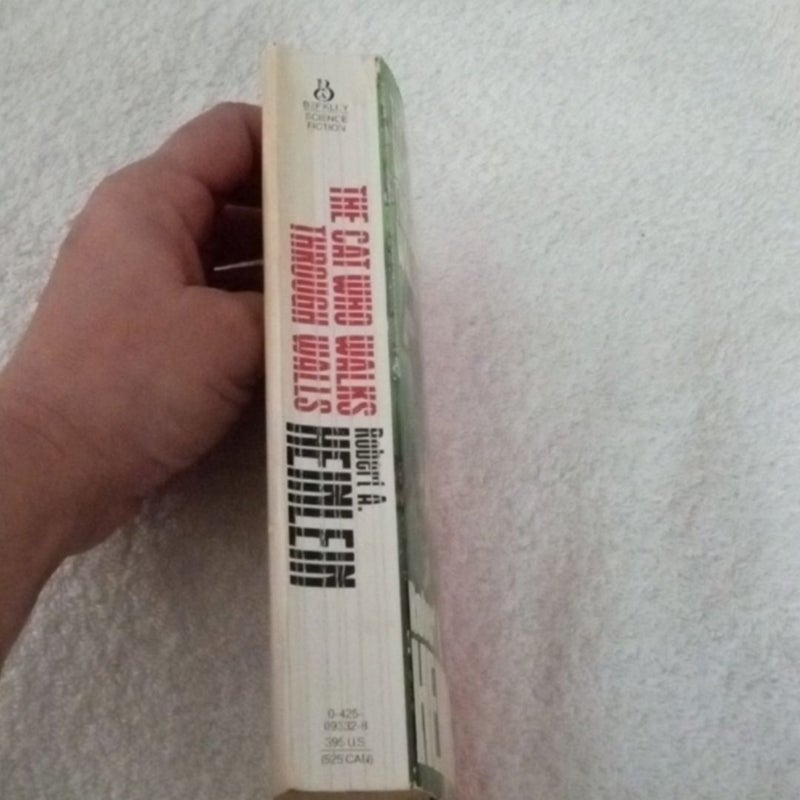 BERKLEY
SCIENCE
FICTION
THE CAT WHO WALKS
THROUGH WALLS
Robert A.
HEINLEIN
0-425-
09332-8
395 U.S.
(525 CAN)